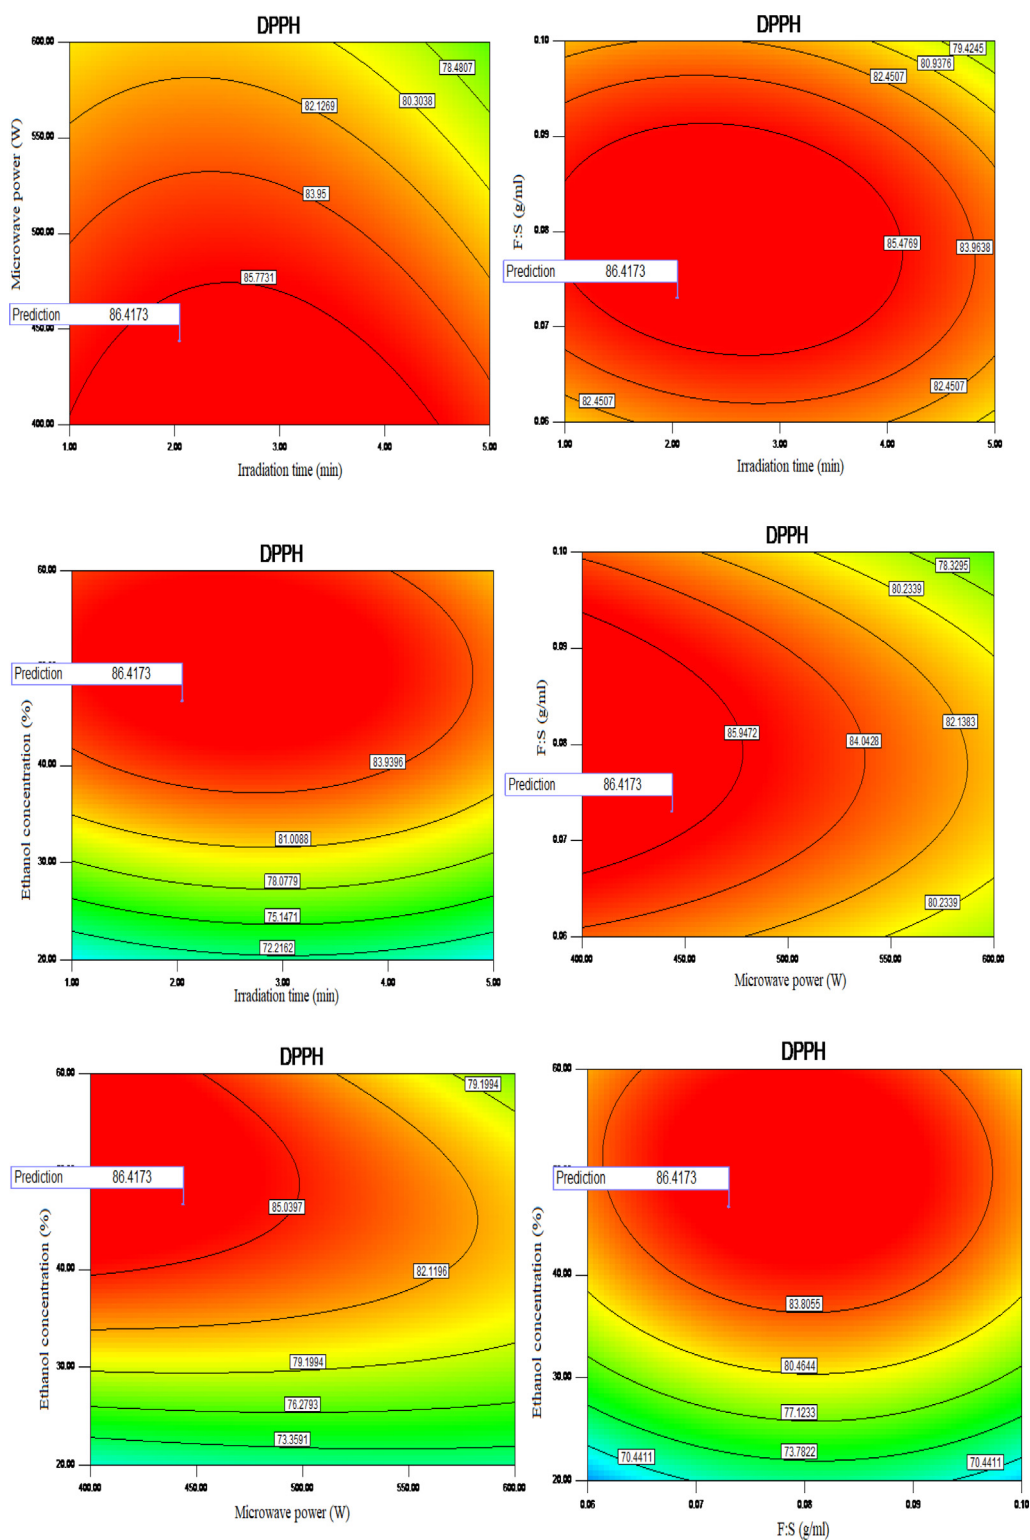 DPPH
600.00
78.4807
80.3038
82.1269
550.00
Microwave power (W)
500.00
83.95
85.7731
Prediction 86.4173
450.00
400.00
1.00 2.00 3.00 4.00 5.00
Irradiation time (min)
DPPH
0.10
79.4245
80.9376
82.4507
0.09
F:S (g/ml)
0.08
85.4769
83.9638
Prediction 86.4173
0.07
82.4507
82.4507
0.06
1.00 2.00 3.00 4.00 5.00
Irradiation time (min)
DPPH
60.00
Prediction 86.4173
Ethanol concentration (%)
83.9396
40.00
81.0088
30.00
78.0779
75.1471
72.2162
20.00
1.00 2.00 3.00 4.00 5.00
Irradiation time (min)
DPPH
0.10
78.3295
80.2339
0.09
F:S (g/ml)
82.1383
85.9472
84.0428
0.08
Prediction 86.4173
0.07
80.2339
0.06
400.00 450.00 500.00 550.00 600.00
Microwave power (W)
DPPH
60.00
79.1994
Prediction 86.4173
85.0397
Ethanol concentration (%)
82.1196
40.00
79.1994
30.00
76.2793
73.3591
20.00
400.00 450.00 500.00 550.00 600.00
Microwave power (W)
DPPH
60.00
Prediction 86.4173
Ethanol concentration (%)
40.00
83.8055
80.4644
30.00
77.1233
73.7822
70.4411 70.4411
20.00
0.06 0.07 0.08 0.09 0.10
F:S (g/ml)